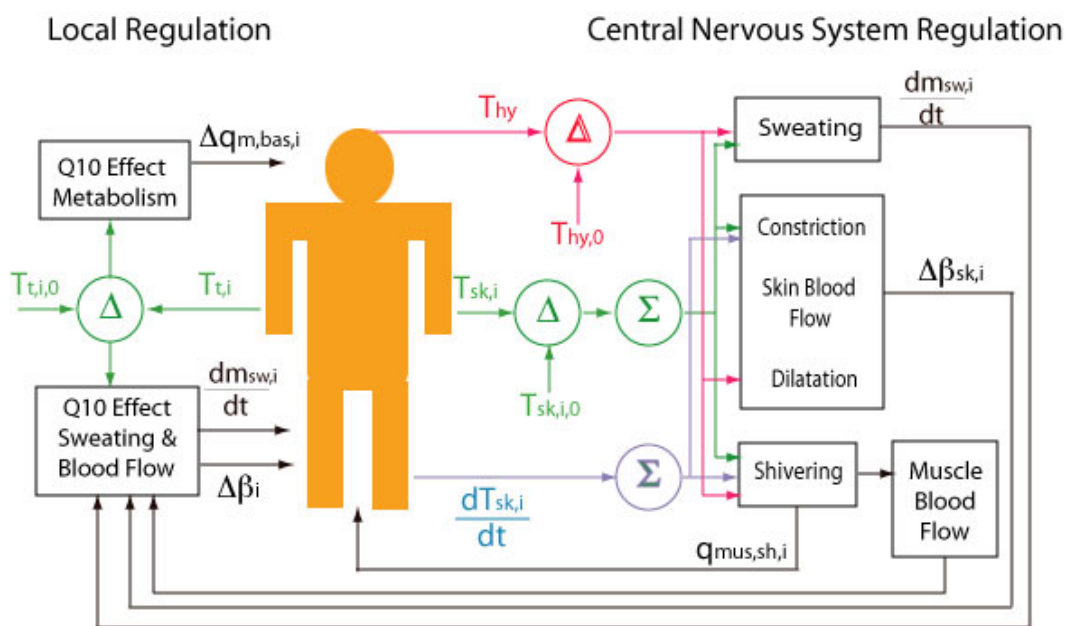 Local Regulation
Central Nervous System Regulation
Q10 Effect
Metabolism
Δqm,bas,i
Tt,i,0
Δ
Tt,i
Q10 Effect
Sweating &
Blood Flow
dmsw,i
dt
Δβi
Thy
Δ
Thy,0
Tsk,i
Δ
Σ
Tsk,i,0
Σ
dTsk,i
dt
qmus,sh,i
Sweating
dmsw,i
dt
Constriction
Skin Blood
Flow
Dilatation
Δβsk,i
Shivering
Muscle
Blood
Flow